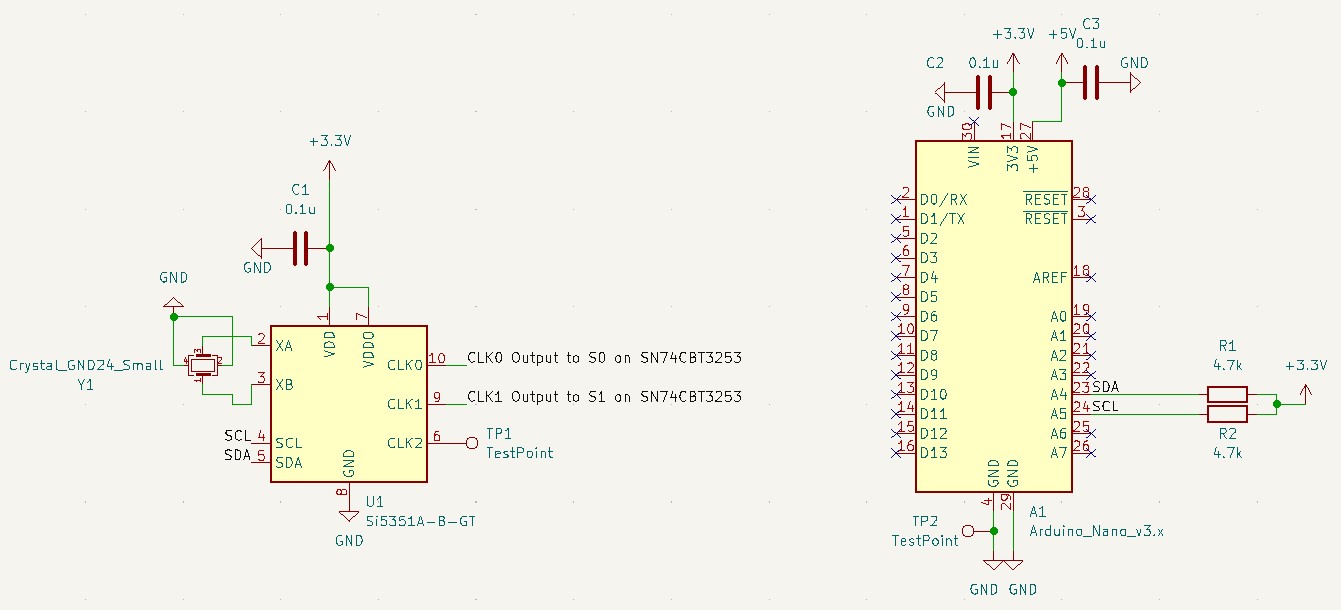 +3.3V
C1
0.1u
GND
GND
Crystal_GND24_Small
Y1
1
2
3
4
1
7
VDD
VDDO
2
XA
3
XB
SCL 4 SCL
SDA 5 SDA
CLK0 10 CLK0 Output to S0 on SN74CBT3253
CLK1 9 CLK1 Output to S1 on SN74CBT3253
CLK2 6 TP1
TestPoint
GND
8
U1
Si5351A-B-GT
GND
+3.3V
+5V
C3
0.1u
C2
0.1u
GND
GND
30
17
27
VIN
3V3
+5V
2 D0/RX
1 D1/TX
5 D2
6 D3
7 D4
8 D5
9 D6
10 D7
11 D8
12 D9
13 D10
14 D11
15 D12
16 D13
RESET 28
RESET 3
AREF 18
A0 19
A1 20
A2 21
A3 22
A4 23 SDA
A5 24 SCL
A6 25
A7 26
R1
4.7k
+3.3V
R2
4.7k
GND
GND
4
29
TP2
TestPoint
A1
Arduino_Nano_v3.x
GND
GND